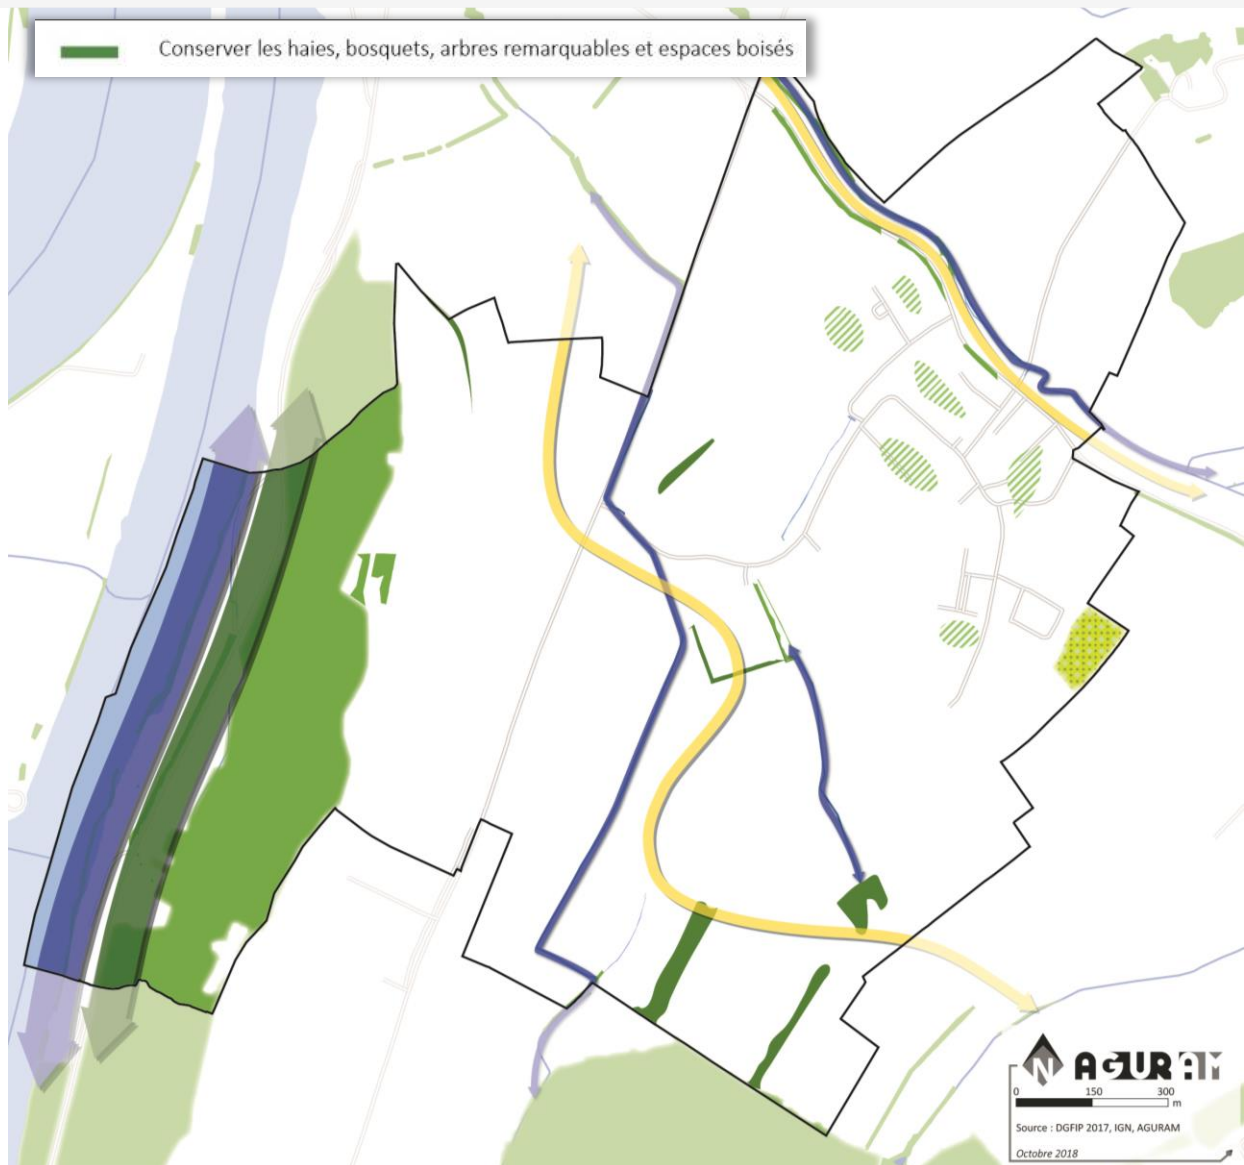 Conserver les haies, bosquets, arbres remarquables et espaces boisés
N AGURAM
0 150 300
m
Source : DGFIP 2017, IGN, AGURAM
Octobre 2018